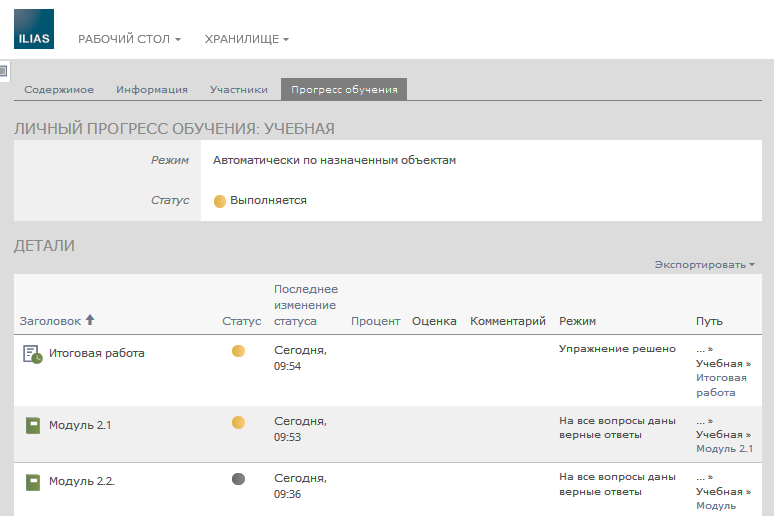 ILIAS
РАБОЧИЙ СТОЛ ХРАНИЛИЩЕ
Содержимое Информация Участники Прогресс обучения
ЛИЧНЫЙ ПРОГРЕСС ОБУЧЕНИЯ: УЧЕБНАЯ
Режим Автоматически по назначенным объектам
Статус Выполняется
ДЕТАЛИ
Экспортировать
Последнее
изменение
Заголовок Статус статуса Процент Оценка Комментарий Режим Путь
Итоговая работа Сегодня, Упражнение решено ... »
09:54 Учебная »
Итоговая
работа
Модуль 2.1 Сегодня, На все вопросы даны ... »
09:53 верные ответы Учебная »
Модуль 2.1
Модуль 2.2. Сегодня, На все вопросы даны ... »
09:36 верные ответы Учебная »
Модуль